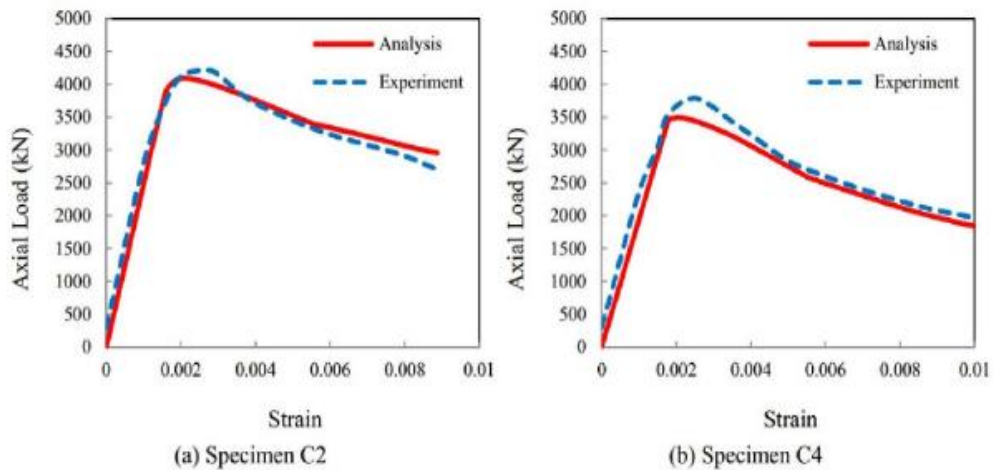 5000
4500
4000
3500
3000
2500
2000
1500
1000
500
0
Axial Load (kN)
Analysis
Experiment
0 0.002 0.004 0.006 0.008 0.01
Strain
(a) Specimen C2
5000
4500
4000
3500
3000
2500
2000
1500
1000
500
0
Axial Load (kN)
Analysis
Experiment
0 0.002 0.004 0.006 0.008 0.01
Strain
(b) Specimen C4